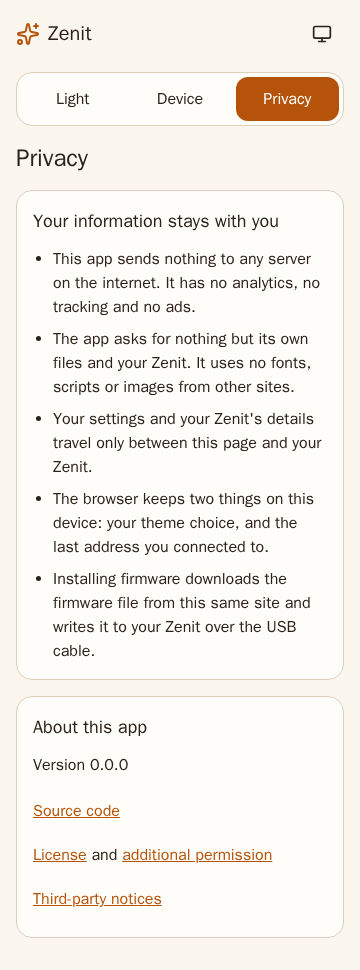 Zenit
Light
Device
Privacy
Privacy
Your information stays with you
• This app sends nothing to any server
on the internet. It has no analytics, no
tracking and no ads.
• The app asks for nothing but its own
files and your Zenit. It uses no fonts,
scripts or images from other sites.
• Your settings and your Zenit's details
travel only between this page and your
Zenit.
• The browser keeps two things on this
device: your theme choice, and the
last address you connected to.
• Installing firmware downloads the
firmware file from this same site and
writes it to your Zenit over the USB
cable.
About this app
Version 0.0.0
Source code
License and additional permission
Third-party notices